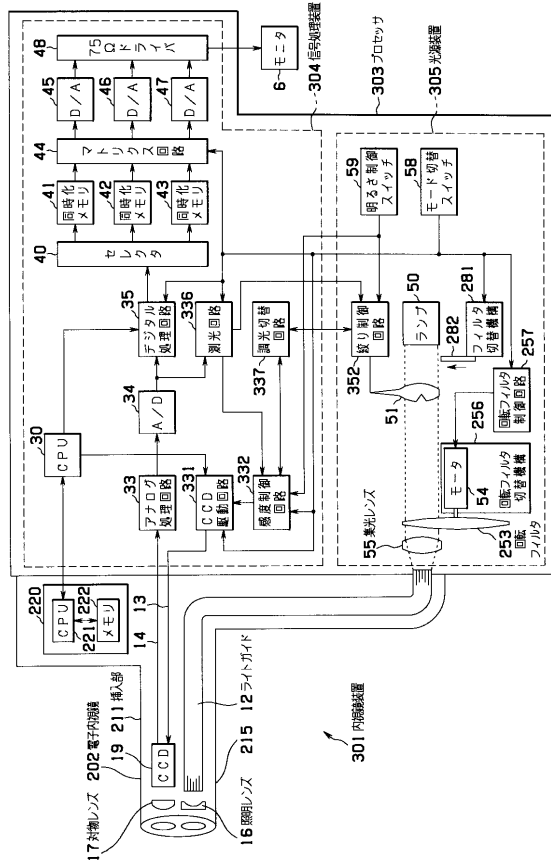 48
75Ωドライバ
45
D/A
46
D/A
47
D/A
6
モニタ
304 信号処理装置
303 プロセッサ
305 光源装置
44
マトリクス回路
41
同時化
メモリ
42
同時化
メモリ
43
同時化
メモリ
40
セレクタ
59
明るさ制御
スイッチ
58
モード切替
スイッチ
35
デジタル
処理回路
336
測光回路
337
調光切替
回路
352
絞り制御
回路
50
ランプ
281
フィルタ
切替機構
282
257
回転フィルタ
制御回路
34
A/D
51
256
30
CPU
33
アナログ
処理回路
331
CCD
駆動回路
332
感度制御
回路
モータ
54
回転フィルタ
切替機構
55 集光レンズ
253
回転
フィルタ
220
CPU
221
222
メモリ
13
14
211 挿入部
202 電子内視鏡
19
CCD
17 対物レンズ
12 ライトガイド
215
16 照明レンズ
301 内視鏡装置